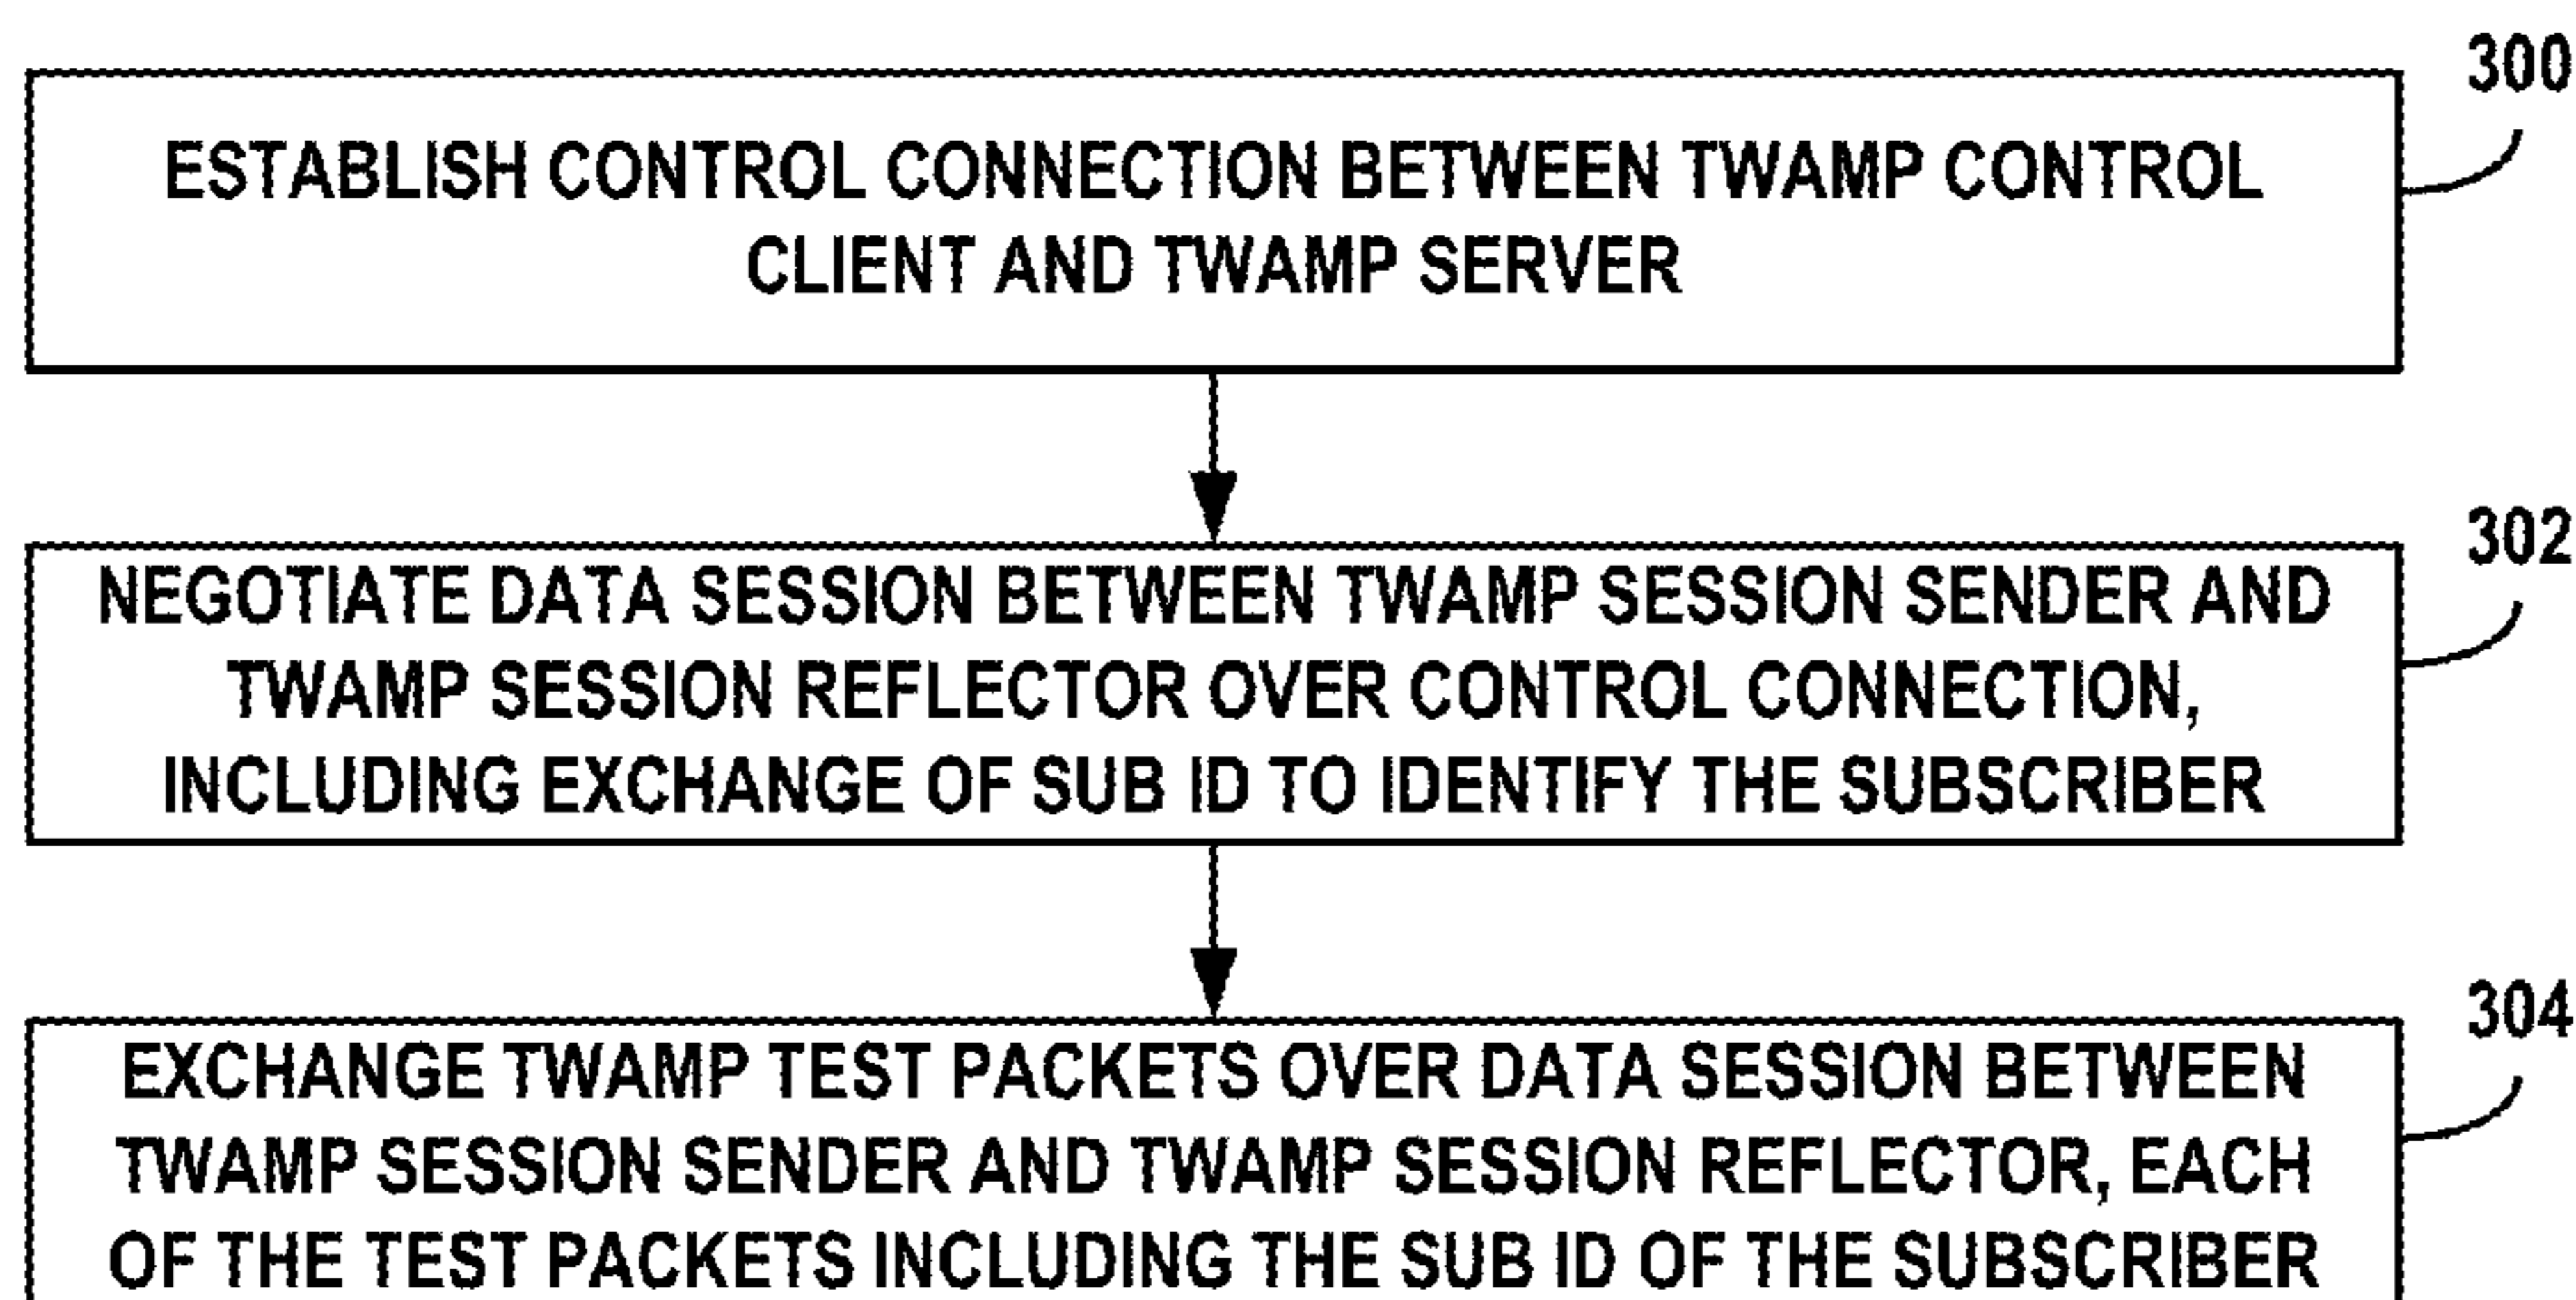 300
ESTABLISH CONTROL CONNECTION BETWEEN TWAMP CONTROL
CLIENT AND TWAMP SERVER
302
NEGOTIATE DATA SESSION BETWEEN TWAMP SESSION SENDER AND
TWAMP SESSION REFLECTOR OVER CONTROL CONNECTION,
INCLUDING EXCHANGE OF SUB ID TO IDENTIFY THE SUBSCRIBER
304
EXCHANGE TWAMP TEST PACKETS OVER DATA SESSION BETWEEN
TWAMP SESSION SENDER AND TWAMP SESSION REFLECTOR, EACH
OF THE TEST PACKETS INCLUDING THE SUB ID OF THE SUBSCRIBER